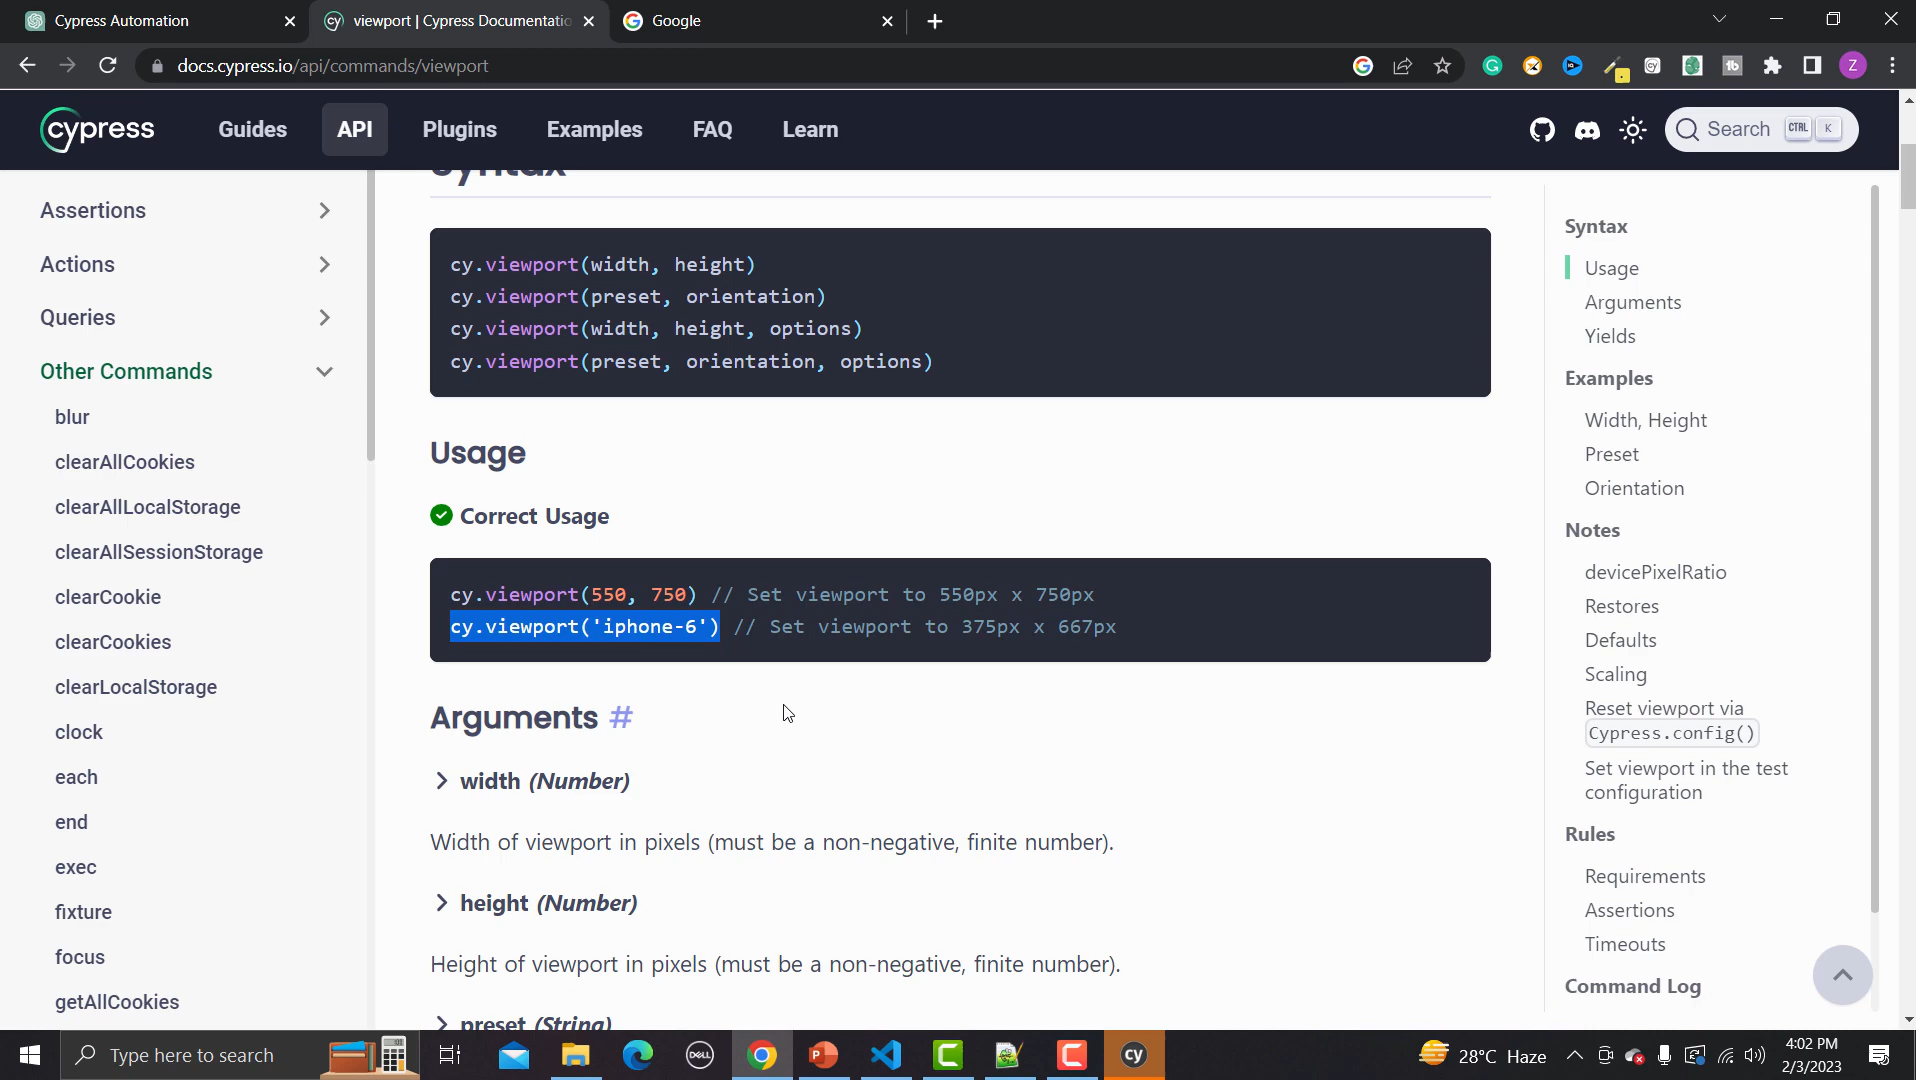 Cypress Automation
viewport | Cypress Documentatio
Google
docs.cypress.io/api/commands/viewport
Z
cypress
Guides
API
Plugins
Examples
FAQ
Learn
Search
CTRL
K
Assertions
Actions
Queries
Other Commands
blur
clearAllCookies
clearAllLocalStorage
clearAllSessionStorage
clearCookie
clearCookies
clearLocalStorage
clock
each
end
exec
fixture
focus
getAllCookies
Syntax
cy.viewport(width, height)
cy.viewport(preset, orientation)
cy.viewport(width, height, options)
cy.viewport(preset, orientation, options)
Usage
Correct Usage
cy.viewport(550, 750) // Set viewport to 550px x 750px
cy.viewport('iphone-6') // Set viewport to 375px x 667px
Arguments #
width (Number)
Width of viewport in pixels (must be a non-negative, finite number).
height (Number)
Height of viewport in pixels (must be a non-negative, finite number).
preset (String)
Syntax
Usage
Arguments
Yields
Examples
Width, Height
Preset
Orientation
Notes
devicePixelRatio
Restores
Defaults
Scaling
Reset viewport via
Cypress.config()
Set viewport in the test
configuration
Rules
Requirements
Assertions
Timeouts
Command Log
Type here to search
DELL
cy
28°C Haze
4:02 PM
2/3/2023